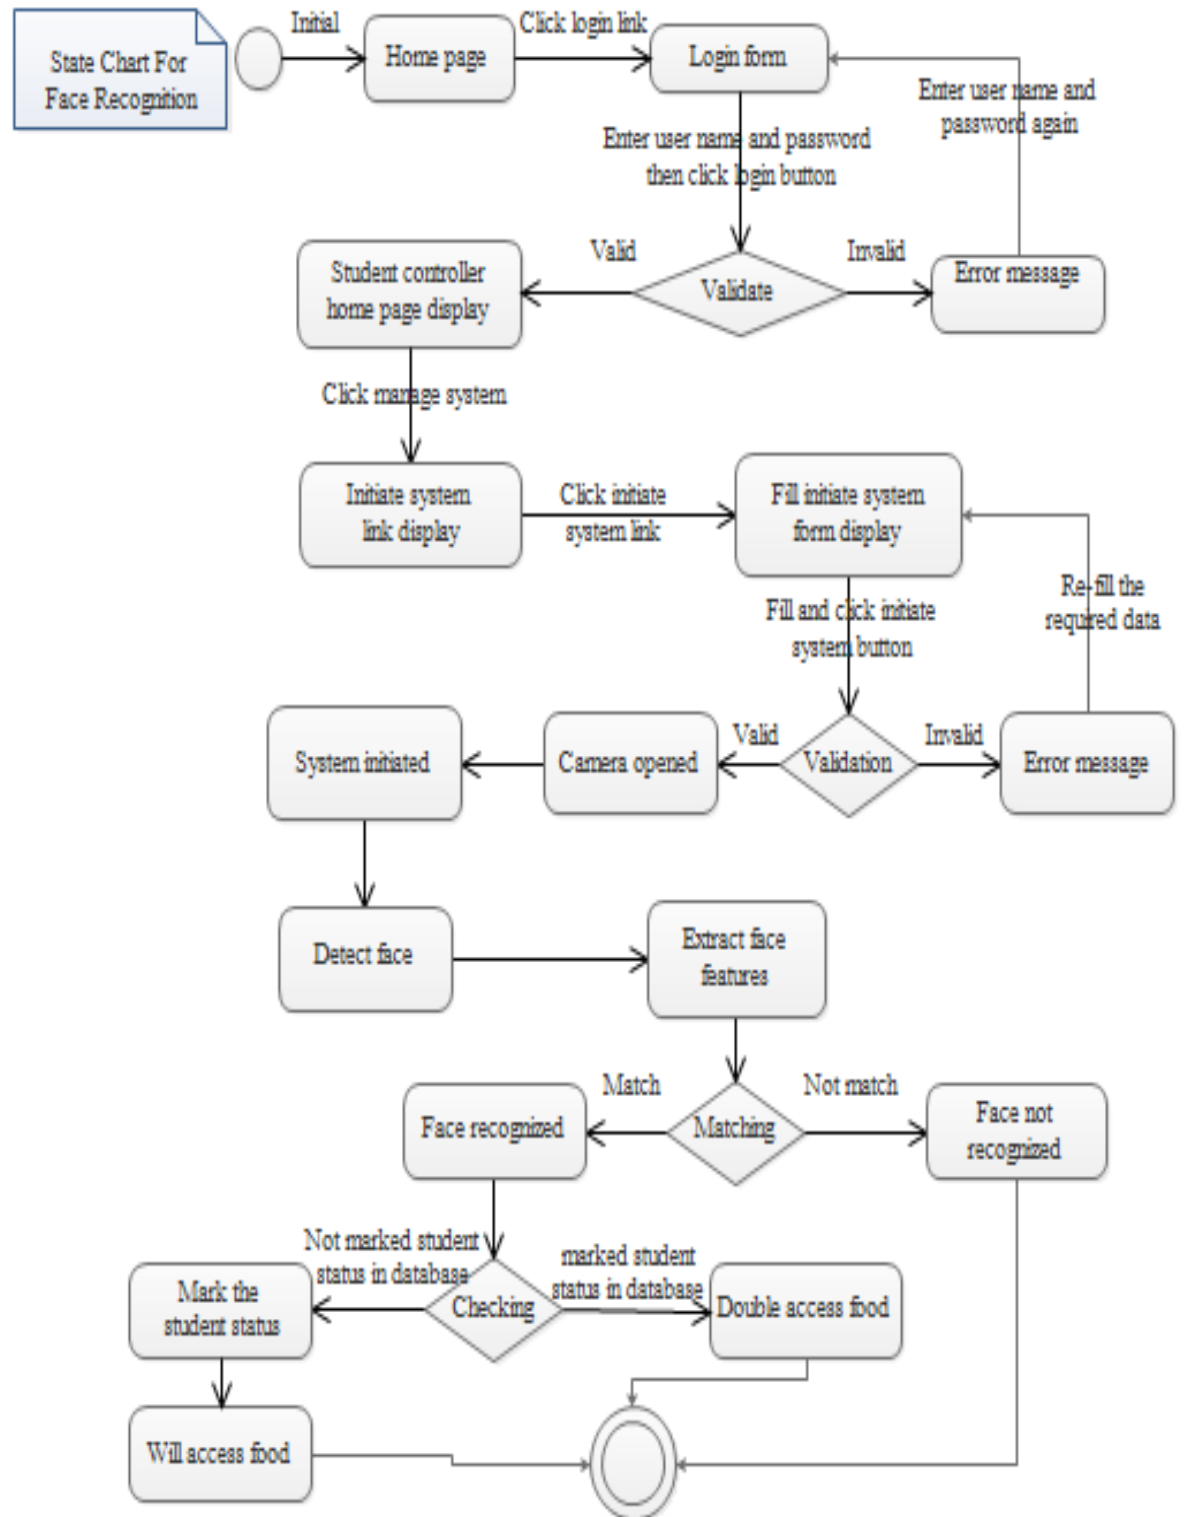 State Chart For
Face Recognition
Initial
Home page
Click login link
Login form
Enter user name and
password again
Enter user name and password
then click login button
Student controller
home page display
Valid
Validate
Invalid
Error message
Click manage system
Initiate system
link display
Click initiate
system link
Fill initiate system
form display
Re-fill the
required data
Fill and click initiate
system button
System initiated
Camera opened
Valid
Validation
Invalid
Error message
Detect face
Extract face
features
Match
Matching
Not match
Face recognized
Face not
recognized
Not marked student
status in database
marked student
status in database
Mark the
student status
Checking
Double access food
Will access food